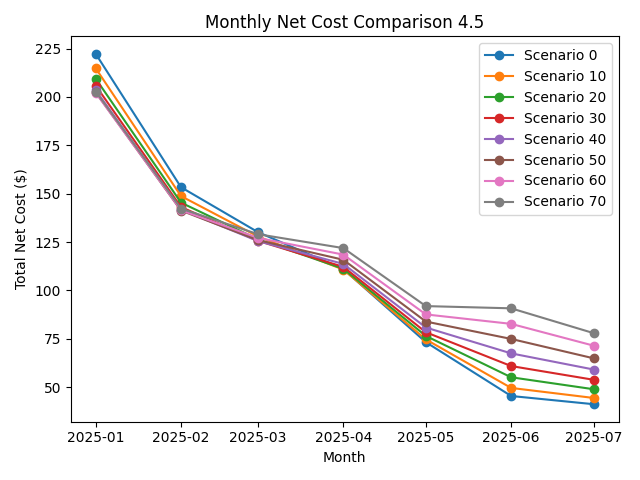 Monthly Net Cost Comparison 4.5
Total Net Cost ($)
225
200
175
150
125
100
75
50
Scenario 0
Scenario 10
Scenario 20
Scenario 30
Scenario 40
Scenario 50
Scenario 60
Scenario 70
2025-01 2025-02 2025-03 2025-04 2025-05 2025-06 2025-07
Month